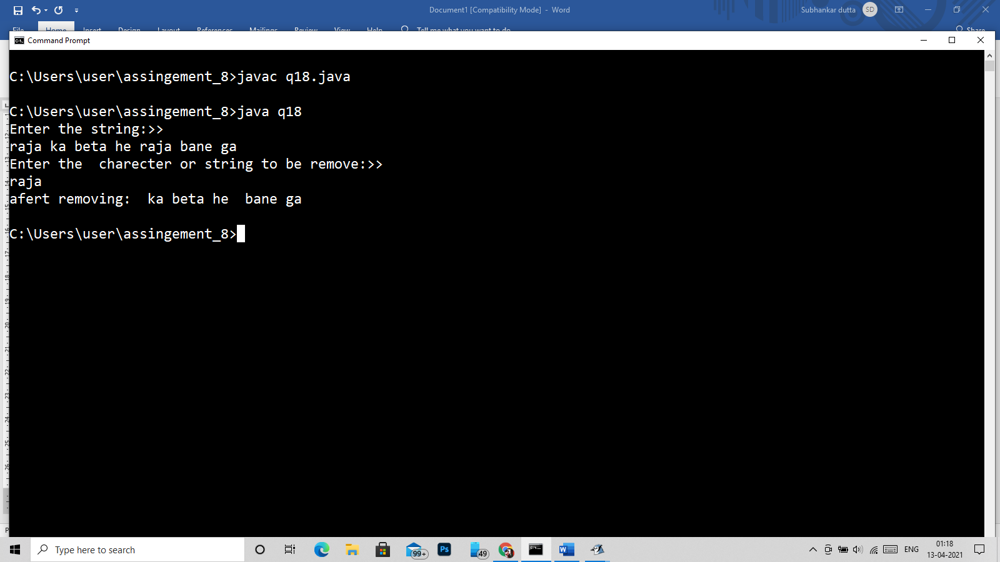 Document1 [Compatibility Mode] - Word
Subhankar dutta
SD
File Home Insert Design Layout References Mailings Review View Help Tell me what you want to do Share
Command Prompt
C:\Users\user\assingement_8>javac q18.java
C:\Users\user\assingement_8>java q18
Enter the string:>>
raja ka beta he raja bane ga
Enter the  charecter or string to be remove:>>
raja
afert removing:  ka beta he  bane ga
C:\Users\user\assingement_8>
Type here to search
99+
Ps
49
ENG
01:18
13-04-2021